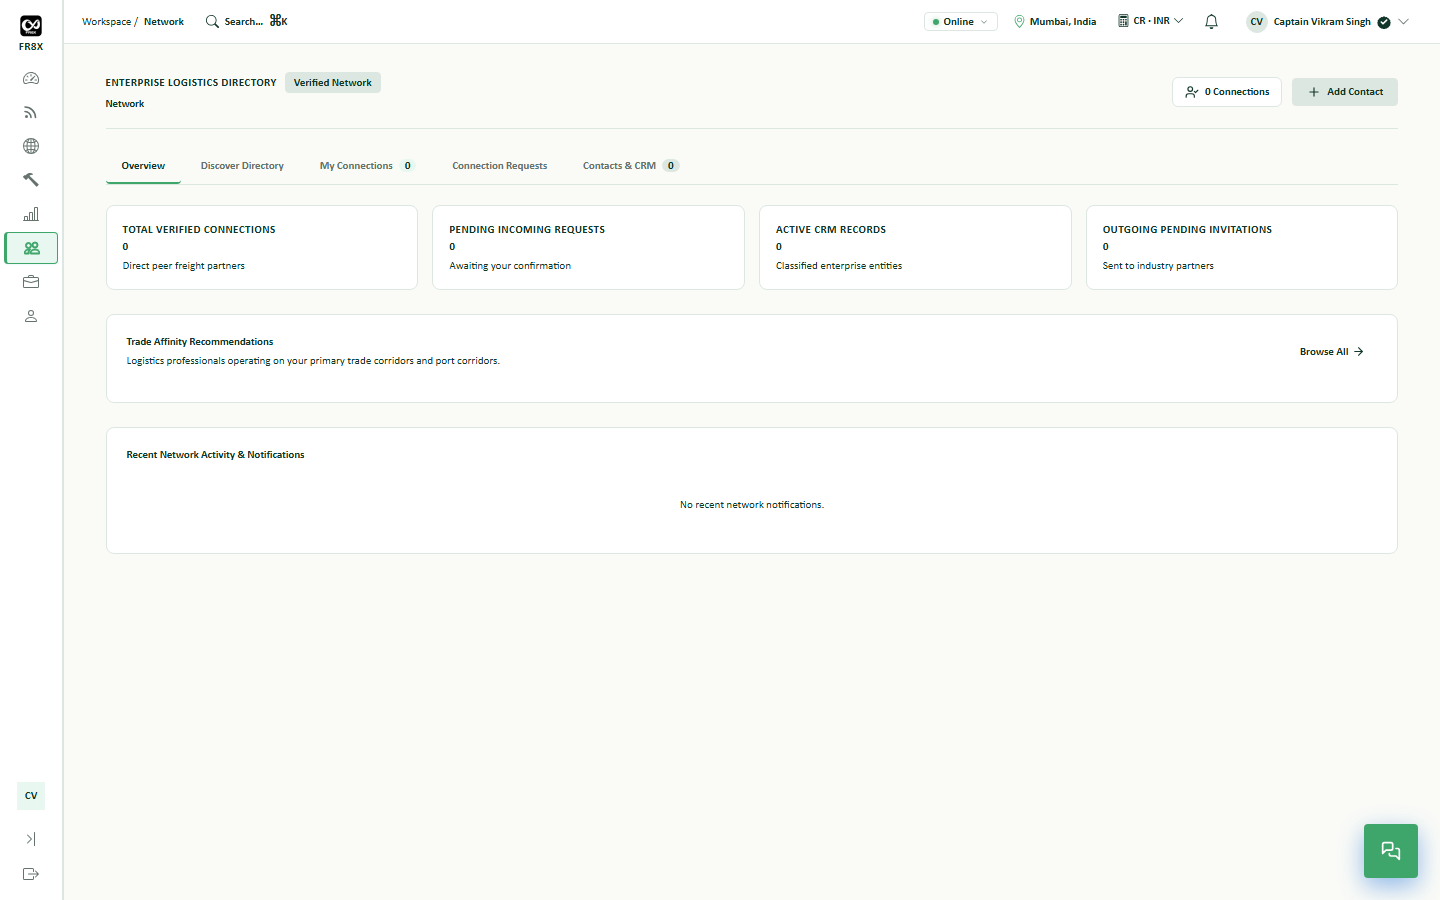 FR8X
Workspace / Network
Search... ⌘K
Online
Mumbai, India
CR · INR
CV
Captain Vikram Singh
ENTERPRISE LOGISTICS DIRECTORY
Verified Network
Network
0 Connections
Add Contact
Overview
Discover Directory
My Connections 0
Connection Requests
Contacts & CRM 0
TOTAL VERIFIED CONNECTIONS
0
Direct peer freight partners
PENDING INCOMING REQUESTS
0
Awaiting your confirmation
ACTIVE CRM RECORDS
0
Classified enterprise entities
OUTGOING PENDING INVITATIONS
0
Sent to industry partners
Trade Affinity Recommendations
Logistics professionals operating on your primary trade corridors and port corridors.
Browse All
Recent Network Activity & Notifications
No recent network notifications.
CV